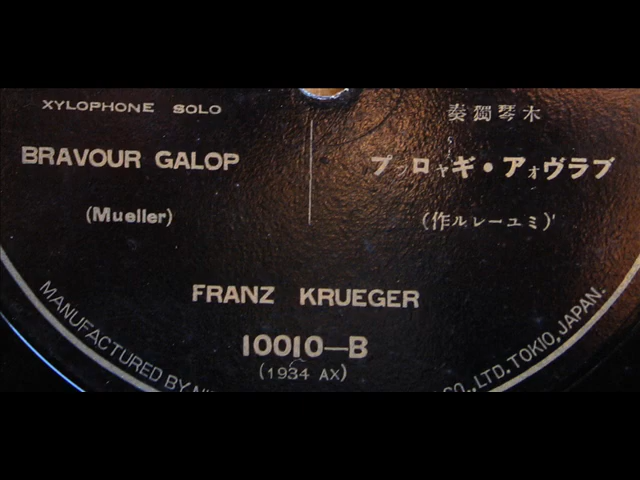 XYLOPHONE SOLO
BRAVOUR GALOP
(Mueller)
木琴獨奏
ブラヴォア・ギャロップ
(ミユーレル作)
FRANZ KRUEGER
10010-B
(1934 AX)
MANUFACTURED BY
CO., LTD. TOKIO, JAPAN.